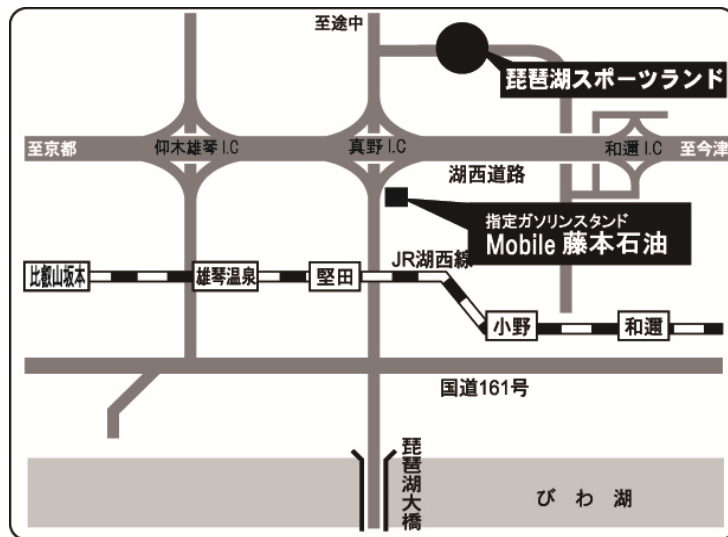 至途中
琵琶湖スポーツランド
至京都
仰木雄琴 I.C
真野 I.C
和邇 I.C
至今津
湖西道路
指定ガソリンスタンド
Mobile 藤本石油
JR湖西線
比叡山坂本
雄琴温泉
堅田
小野
和邇
国道161号
琵琶湖大橋
びわ湖